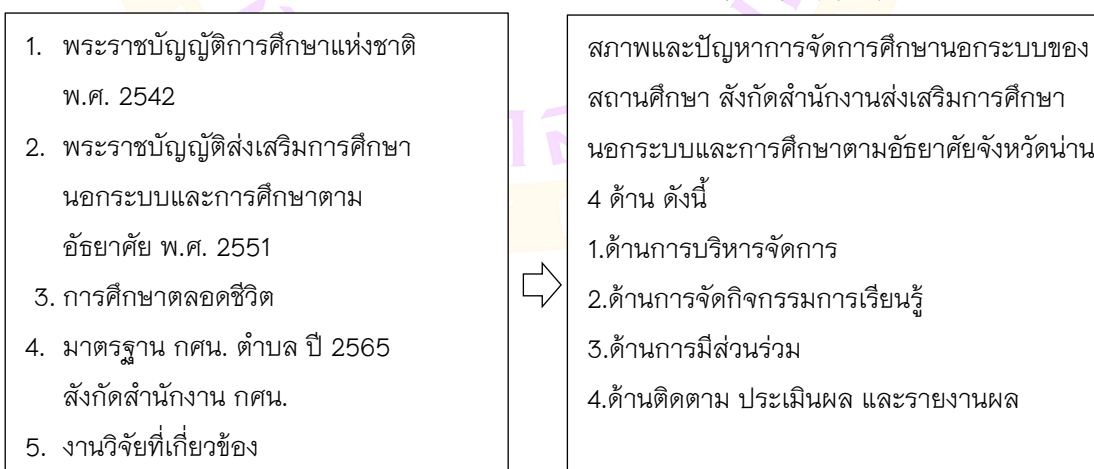 1. พระราชบัญญัติการศึกษาแห่งชาติ
พ.ศ. 2542
2. พระราชบัญญัติส่งเสริมการศึกษา
นอกระบบและการศึกษาตาม
อัธยาศัย พ.ศ. 2551
3. การศึกษาตลอดชีวิต
4. มาตรฐาน กศน. ตำบล ปี 2565
สังกัดสำนักงาน กศน.
5. งานวิจัยที่เกี่ยวข้อง
สภาพและปัญหาการจัดการศึกษานอกระบบของ
สถานศึกษา สังกัดสำนักงานส่งเสริมการศึกษา
นอกระบบและการศึกษาตามอัธยาศัยจังหวัดน่าน
4 ด้าน ดังนี้
1.ด้านการบริหารจัดการ
2.ด้านการจัดกิจกรรมการเรียนรู้
3.ด้านการมีส่วนร่วม
4.ด้านติดตาม ประเมินผล และรายงานผล